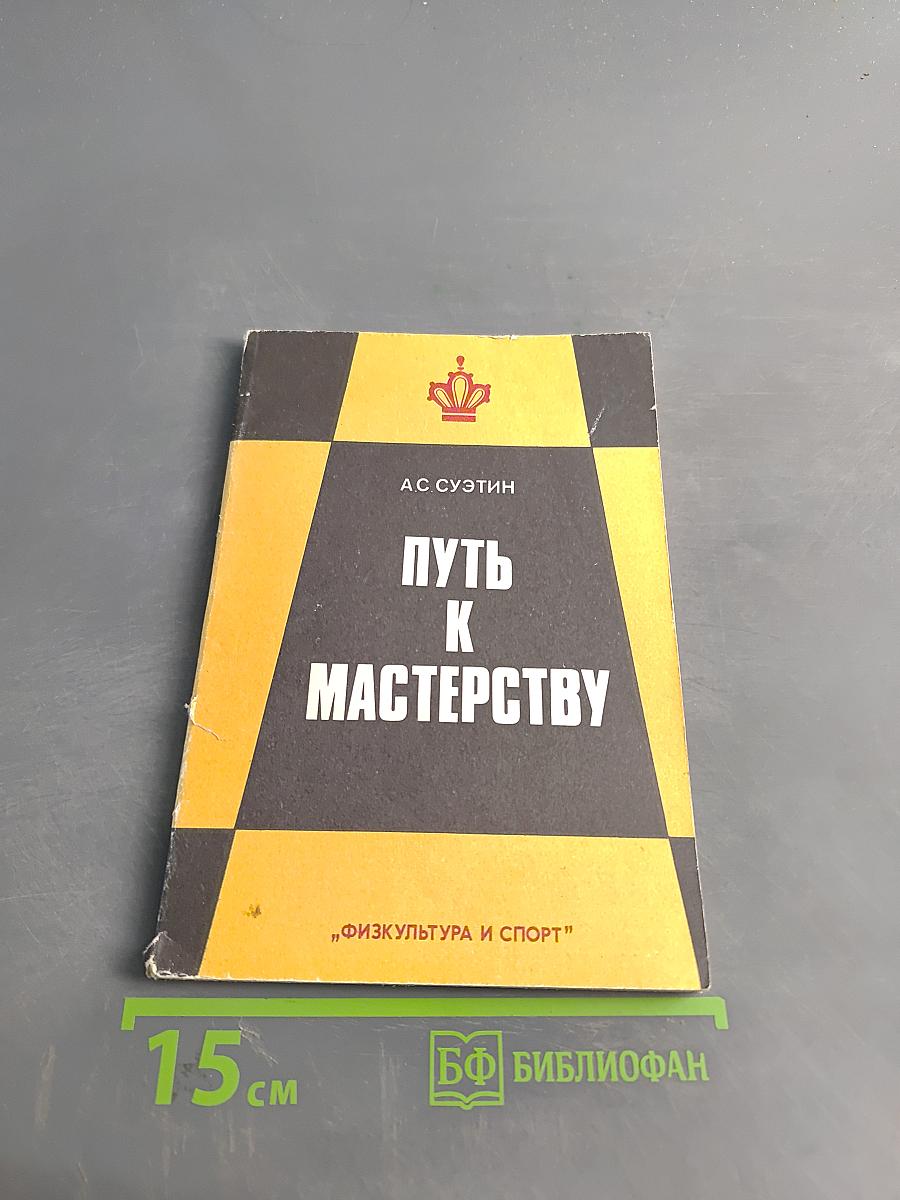 А.С. СУЭТИН
ПУТЬ
К
МАСТЕРСТВУ
„ФИЗКУЛЬТУРА И СПОРТ”
15 см
БФ БИБЛИОФАН